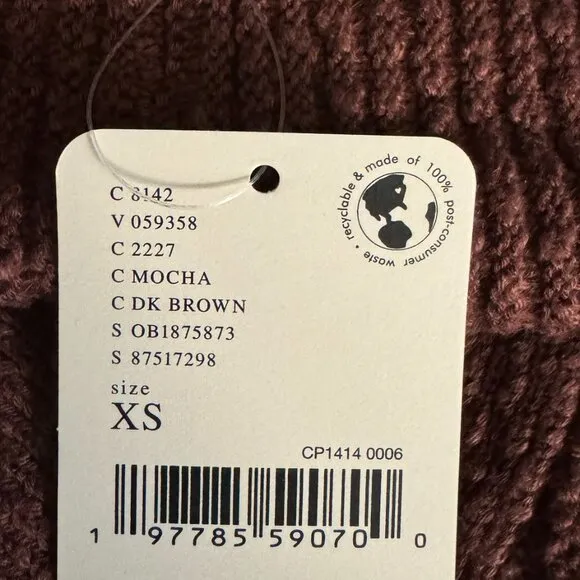 C 8142
V 059358
C 2227
C MOCHA
C DK BROWN
S OB1875873
S 87517298
size
XS
recyclable & made of 100% post-consumer waste •
CP1414 0006
1 97785 59070 0